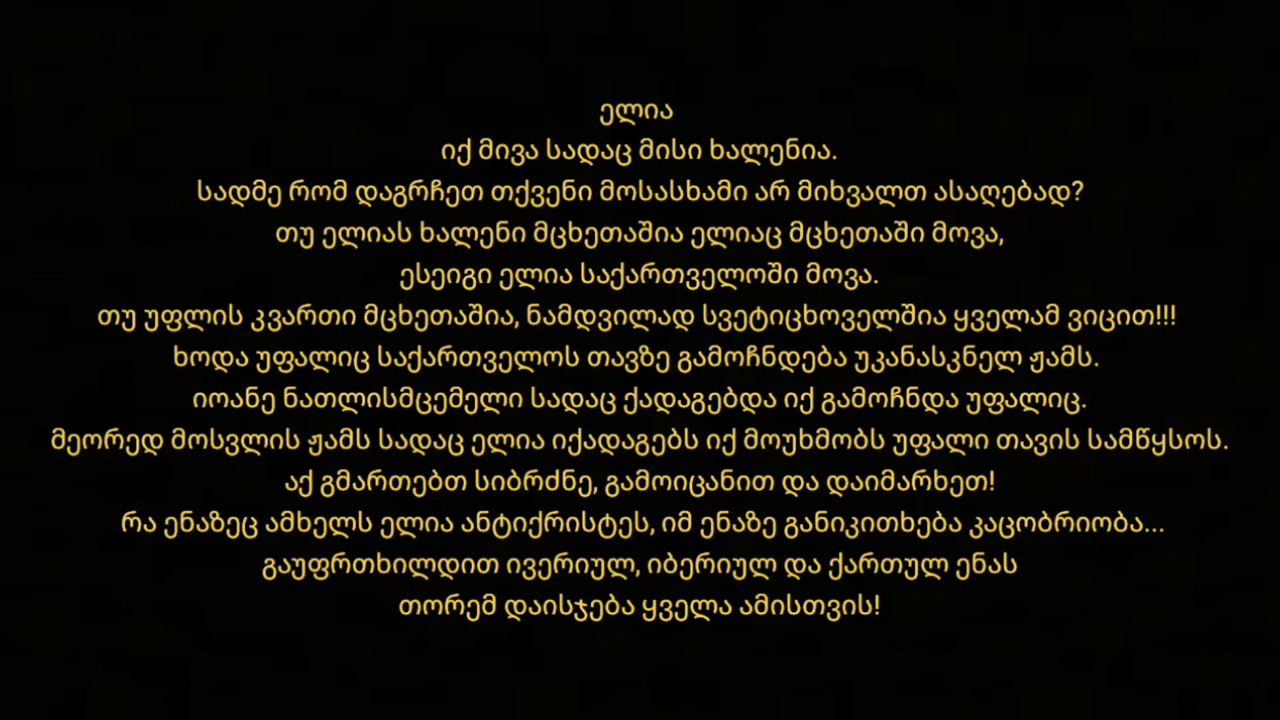 ელია
იქ მივა სადაც მისი ხალენია.
სადმე რომ დაგრჩეთ თქვენი მოსასხამი არ მიხვალთ ასაღებად?
თუ ელიას ხალენი მცხეთაშია ელიაც მცხეთაში მოვა,
ესეიგი ელია საქართველოში მოვა.
თუ უფლის კვართი მცხეთაშია, ნამდვილად სვეტიცხოველშია ყველამ ვიცით!!!
ხოდა უფალიც საქართველოს თავზე გამოჩნდება უკანასკნელ ჟამს.
იოანე ნათლისმცემელი სადაც ქადაგებდა იქ გამოჩნდა უფალიც.
მეორედ მოსვლის ჟამს სადაც ელია იქადაგებს იქ მოუხმობს უფალი თავის სამწყსოს.
აქ გმართებთ სიბრძნე, გამოიცანით და დაიმარხეთ!
რა ენაზეც ამხელს ელია ანტიქრისტეს, იმ ენაზე განიკითხება კაცობრიობა...
გაუფრთხილდით ივერიულ, იბერიულ და ქართულ ენას
თორემ დაისჯება ყველა ამისთვის!